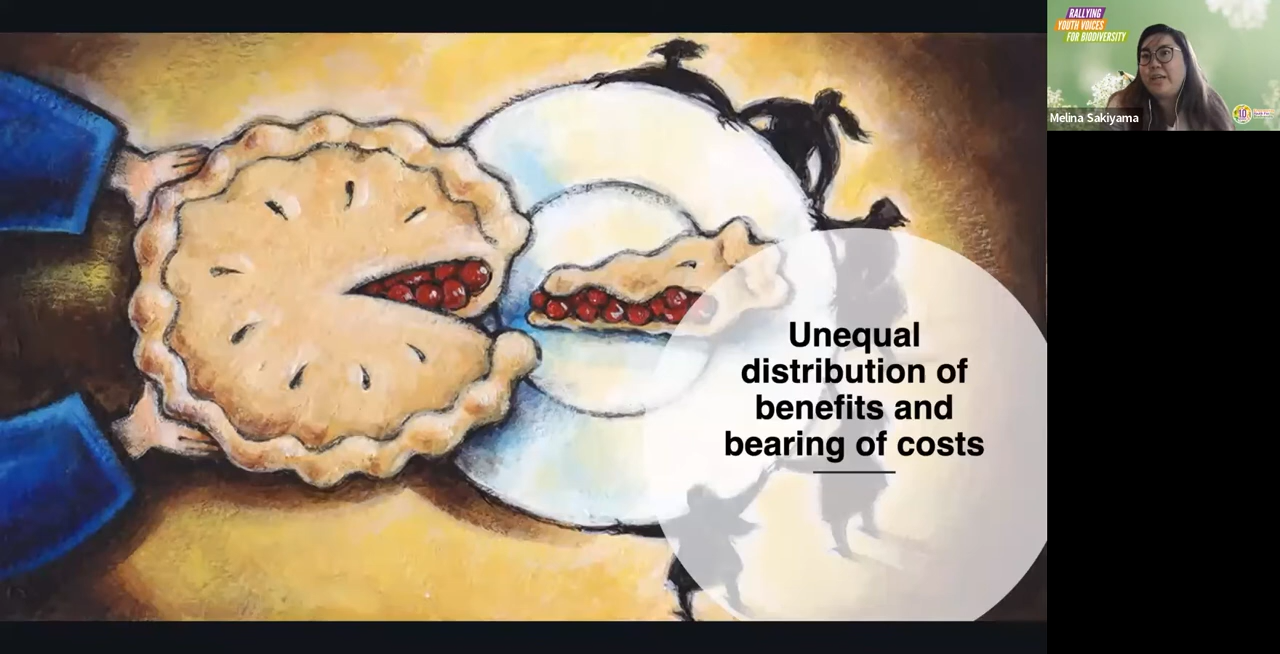 Unequal
distribution of
benefits and
bearing of costs
RALLYING
YOUTH VOICES
FOR BIODIVERSITY
Melina Sakiyama